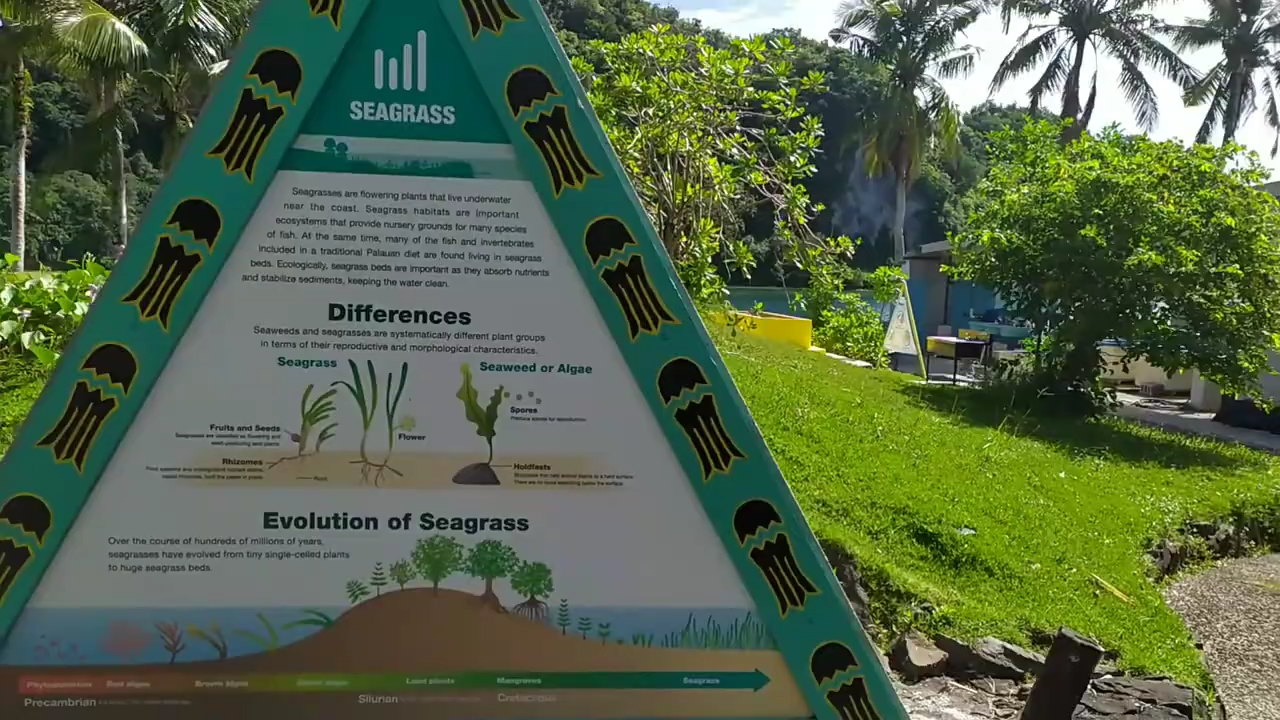 SEAGRASS
Seagrasses are flowering plants that live underwater
near the coast. Seagrass habitats are important
ecosystems that provide nursery grounds for many species
of fish. At the same time, many of the fish and invertebrates
included in a traditional Palauan diet are found living in seagrass
beds. Ecologically, seagrass beds are important as they absorb nutrients
and stabilize sediments, keeping the water clean.
Differences
Seaweeds and seagrasses are systematically different plant groups
in terms of their reproductive and morphological characteristics.
Seagrass
Seaweed or Algae
Spores
Fruits and Seeds
Flower
Rhizomes
Root
Holdfasts
Evolution of Seagrass
Over the course of hundreds of millions of years,
seagrasses have evolved from tiny single-celled plants
to huge seagrass beds.
Phytoplankton Red algae Brown algae Green algae Land plants Mangroves Seagrass
Precambrian Silurian Cretaceous